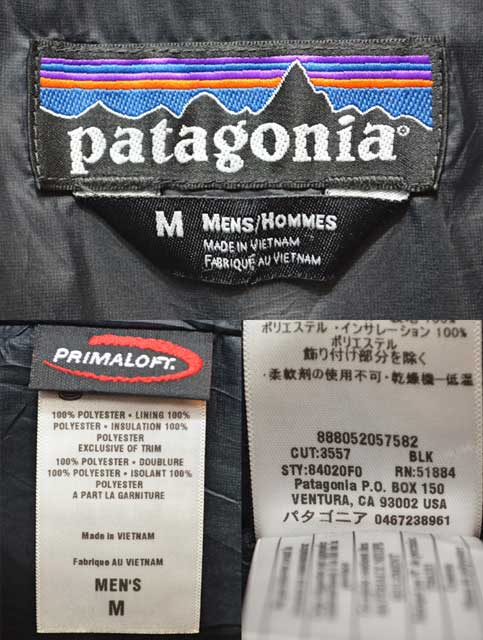 patagonia®
M MENS/HOMMES
MADE IN VIETNAM
FABRIQUÉ AU VIETNAM
PRIMALOFT®
100% POLYESTER • LINING 100%
POLYESTER • INSULATION 100%
POLYESTER
EXCLUSIVE OF TRIM
100% POLYESTER • DOUBLURE
100% POLYESTER • ISOLANT 100%
POLYESTER
A PART LA GARNITURE
Made in VIETNAM
Fabrique AU VIETNAM
MEN'S
M
100%
ポリエステル・インサレーション 100%
ポリエステル
飾り付け部分を除く
・柔軟剤の使用不可・乾燥機－低温
888052057582
CUT:3557 BLK
STY:84020F0 RN:51884
Patagonia P.O. BOX 150
VENTURA, CA 93002 USA
パタゴニア 0467238961